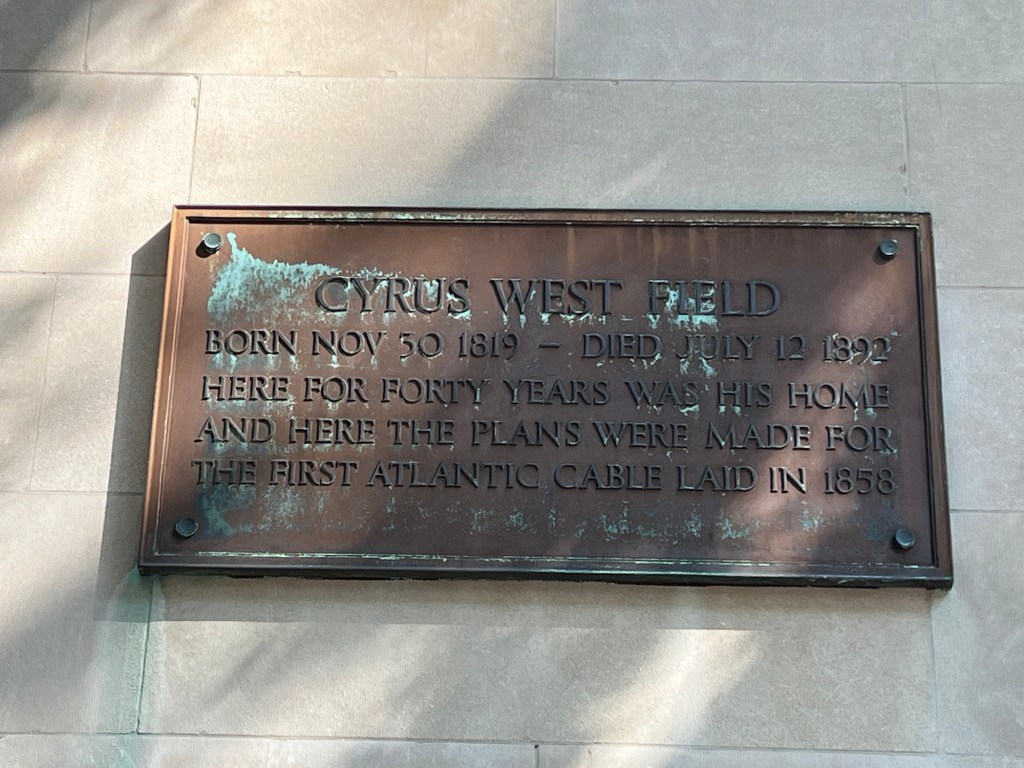 CYRUS WEST FIELD
BORN NOV 30 1819 – DIED JULY 12 1892
HERE FOR FORTY YEARS WAS HIS HOME
AND HERE THE PLANS WERE MADE FOR
THE FIRST ATLANTIC CABLE LAID IN 1858